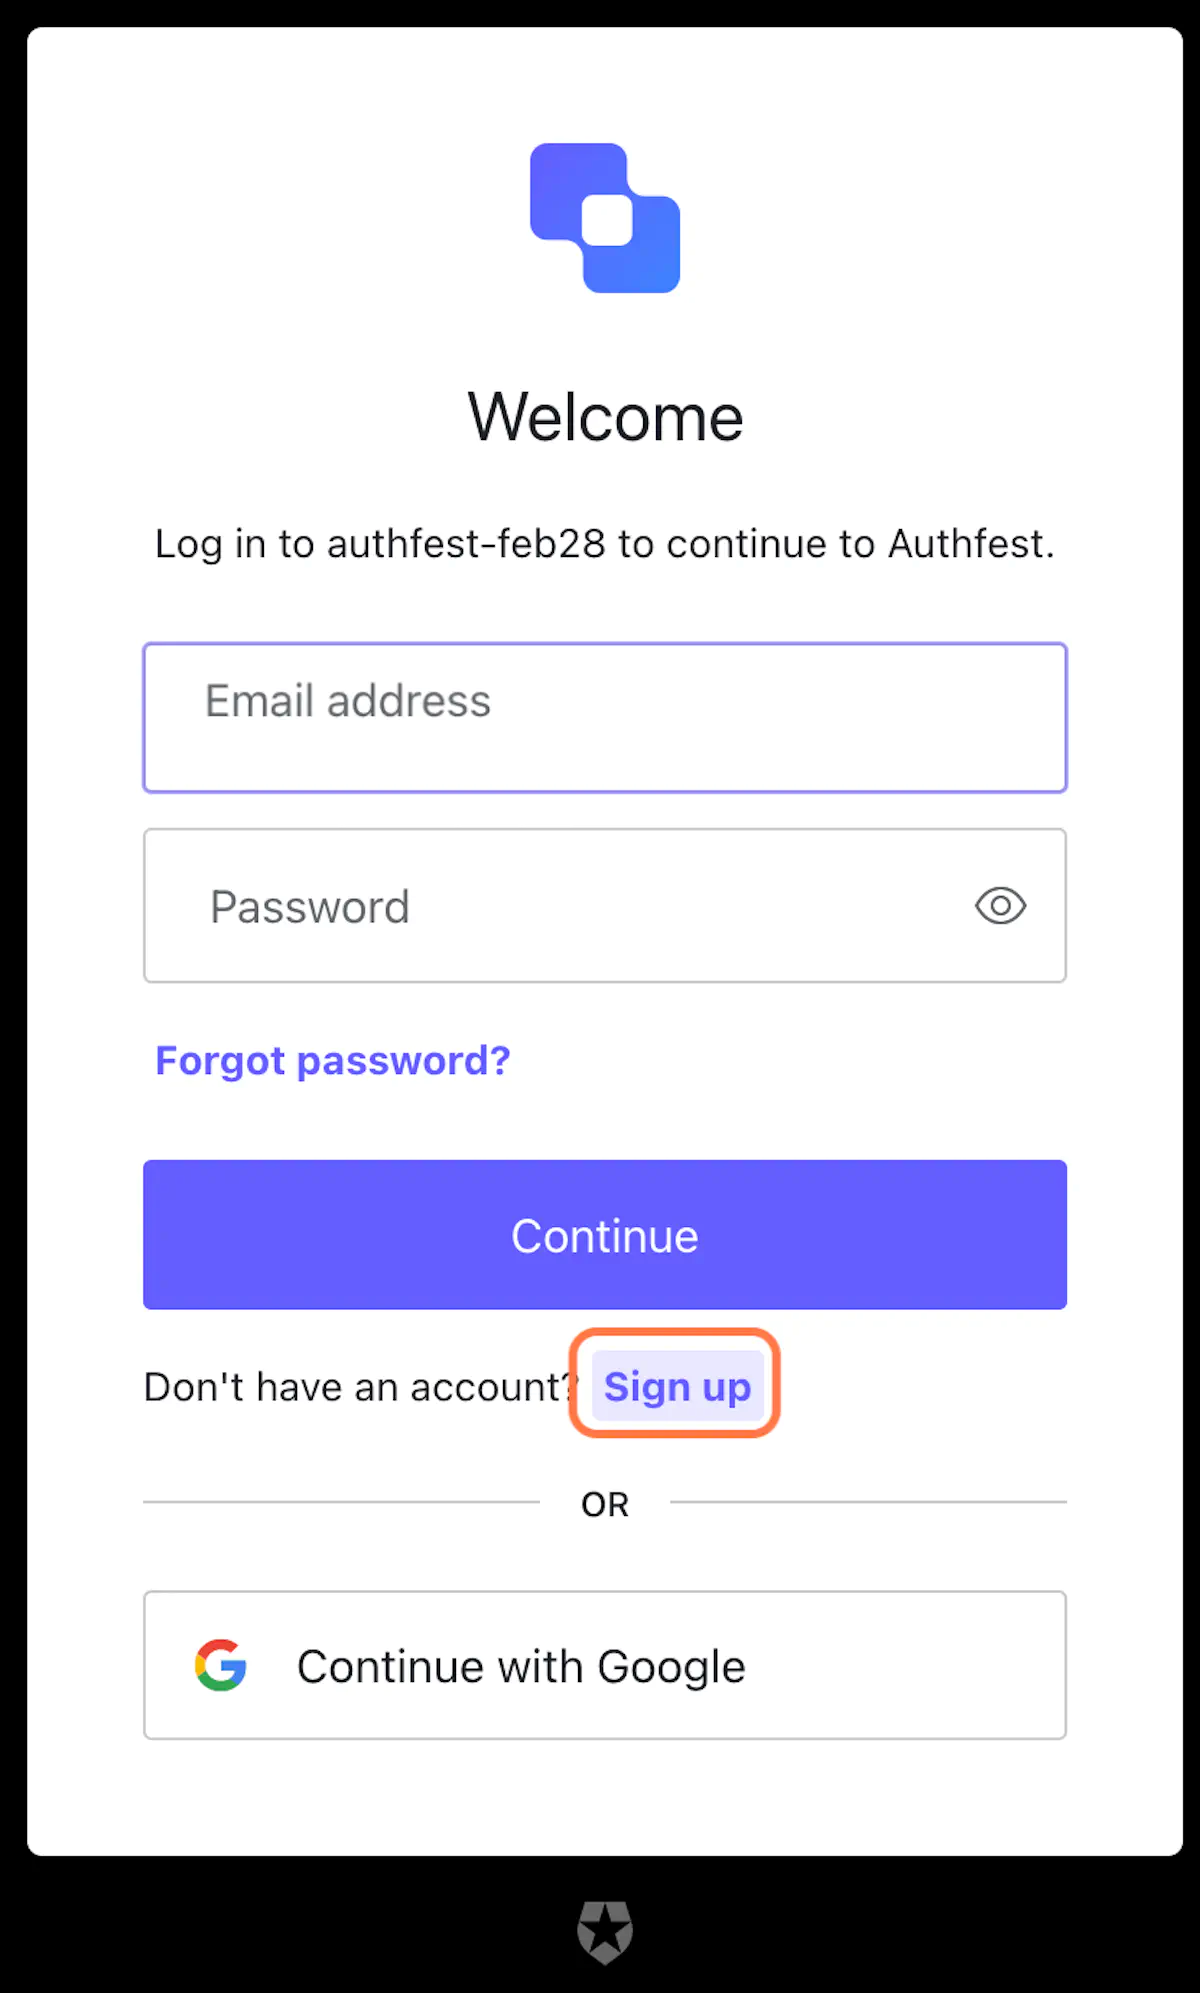 Welcome
Log in to authfest-feb28 to continue to Authfest.
Email address
Password
Forgot password?
Continue
Don't have an account? Sign up
OR
Continue with Google